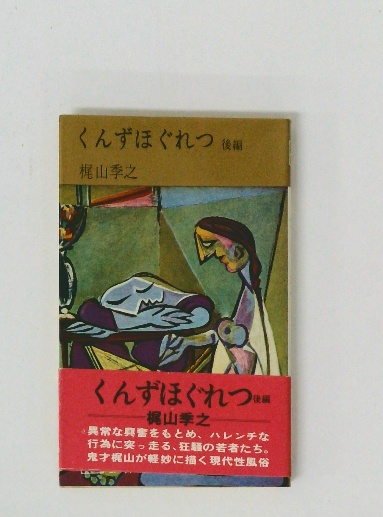 くんずほぐれつ 後編
梶山季之
くんずほぐれつ 後編
梶山季之
異常な興奮をもとめ、ハレンチな
行為に突っ走る、狂騒の若者たち。
鬼才梶山が軽妙に描く現代性風俗